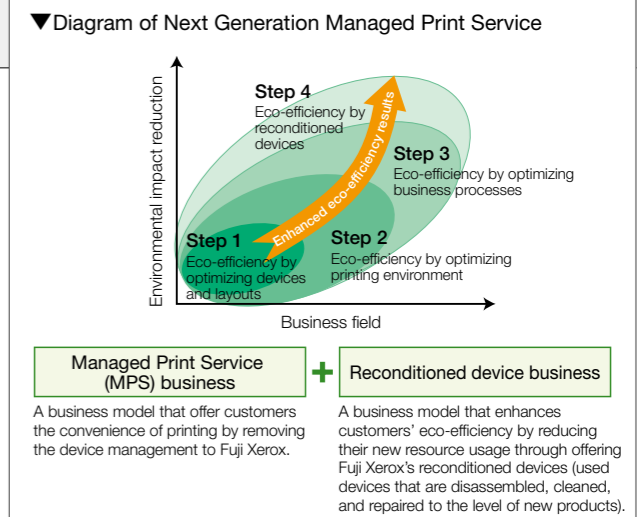 ▼Diagram of Next Generation Managed Print Service
Environmental impact reduction
Step 4
Eco-efficiency by
reconditioned
devices
Enhanced eco-efficiency results
Step 3
Eco-efficiency by optimizing
business processes
Step 1
Eco-efficiency by
optimizing devices
and layouts
Step 2
Eco-efficiency by optimizing
printing environment
Business field
Managed Print Service
(MPS) business
+
Reconditioned device business
A business model that offer customers
the convenience of printing by removing
the device management to Fuji Xerox.
A business model that enhances
customers' eco-efficiency by reducing
their new resource usage through offering
Fuji Xerox's reconditioned devices (used
devices that are disassembled, cleaned,
and repaired to the level of new products).